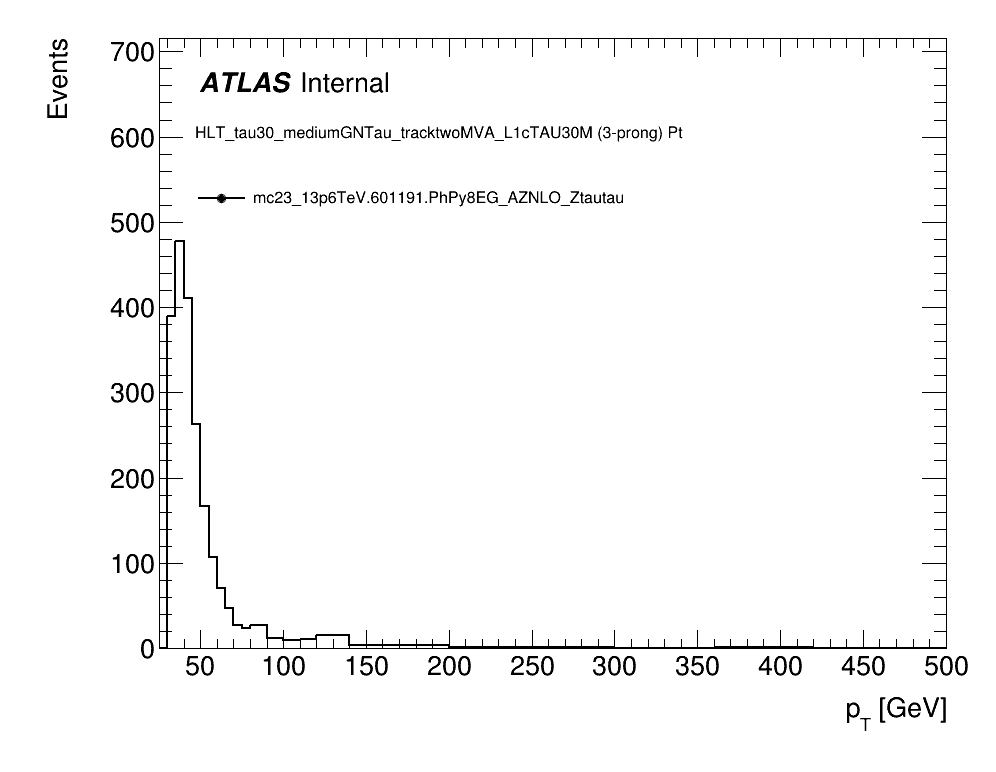 Events
700
600
500
400
300
200
100
0
ATLAS Internal
HLT_tau30_mediumGNTau_tracktwoMVA_L1cTAU30M (3-prong) Pt
mc23_13p6TeV.601191.PhPy8EG_AZNLO_Ztautau
50 100 150 200 250 300 350 400 450 500
p_T [GeV]